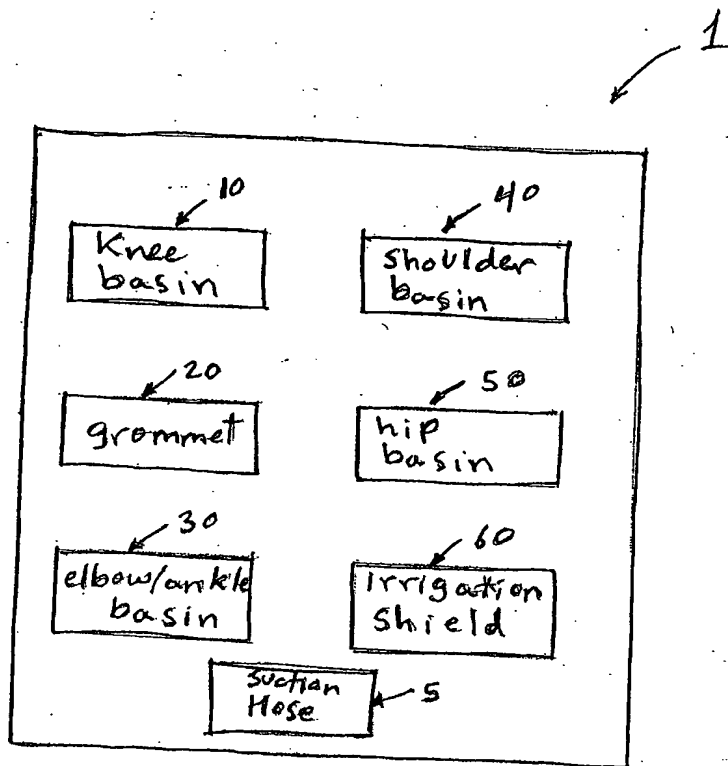 1
10
Knee
basin
40
shoulder
basin
20
grommet
50
hip
basin
30
elbow/ankle
basin
60
irrigation
shield
suction
Hose
5